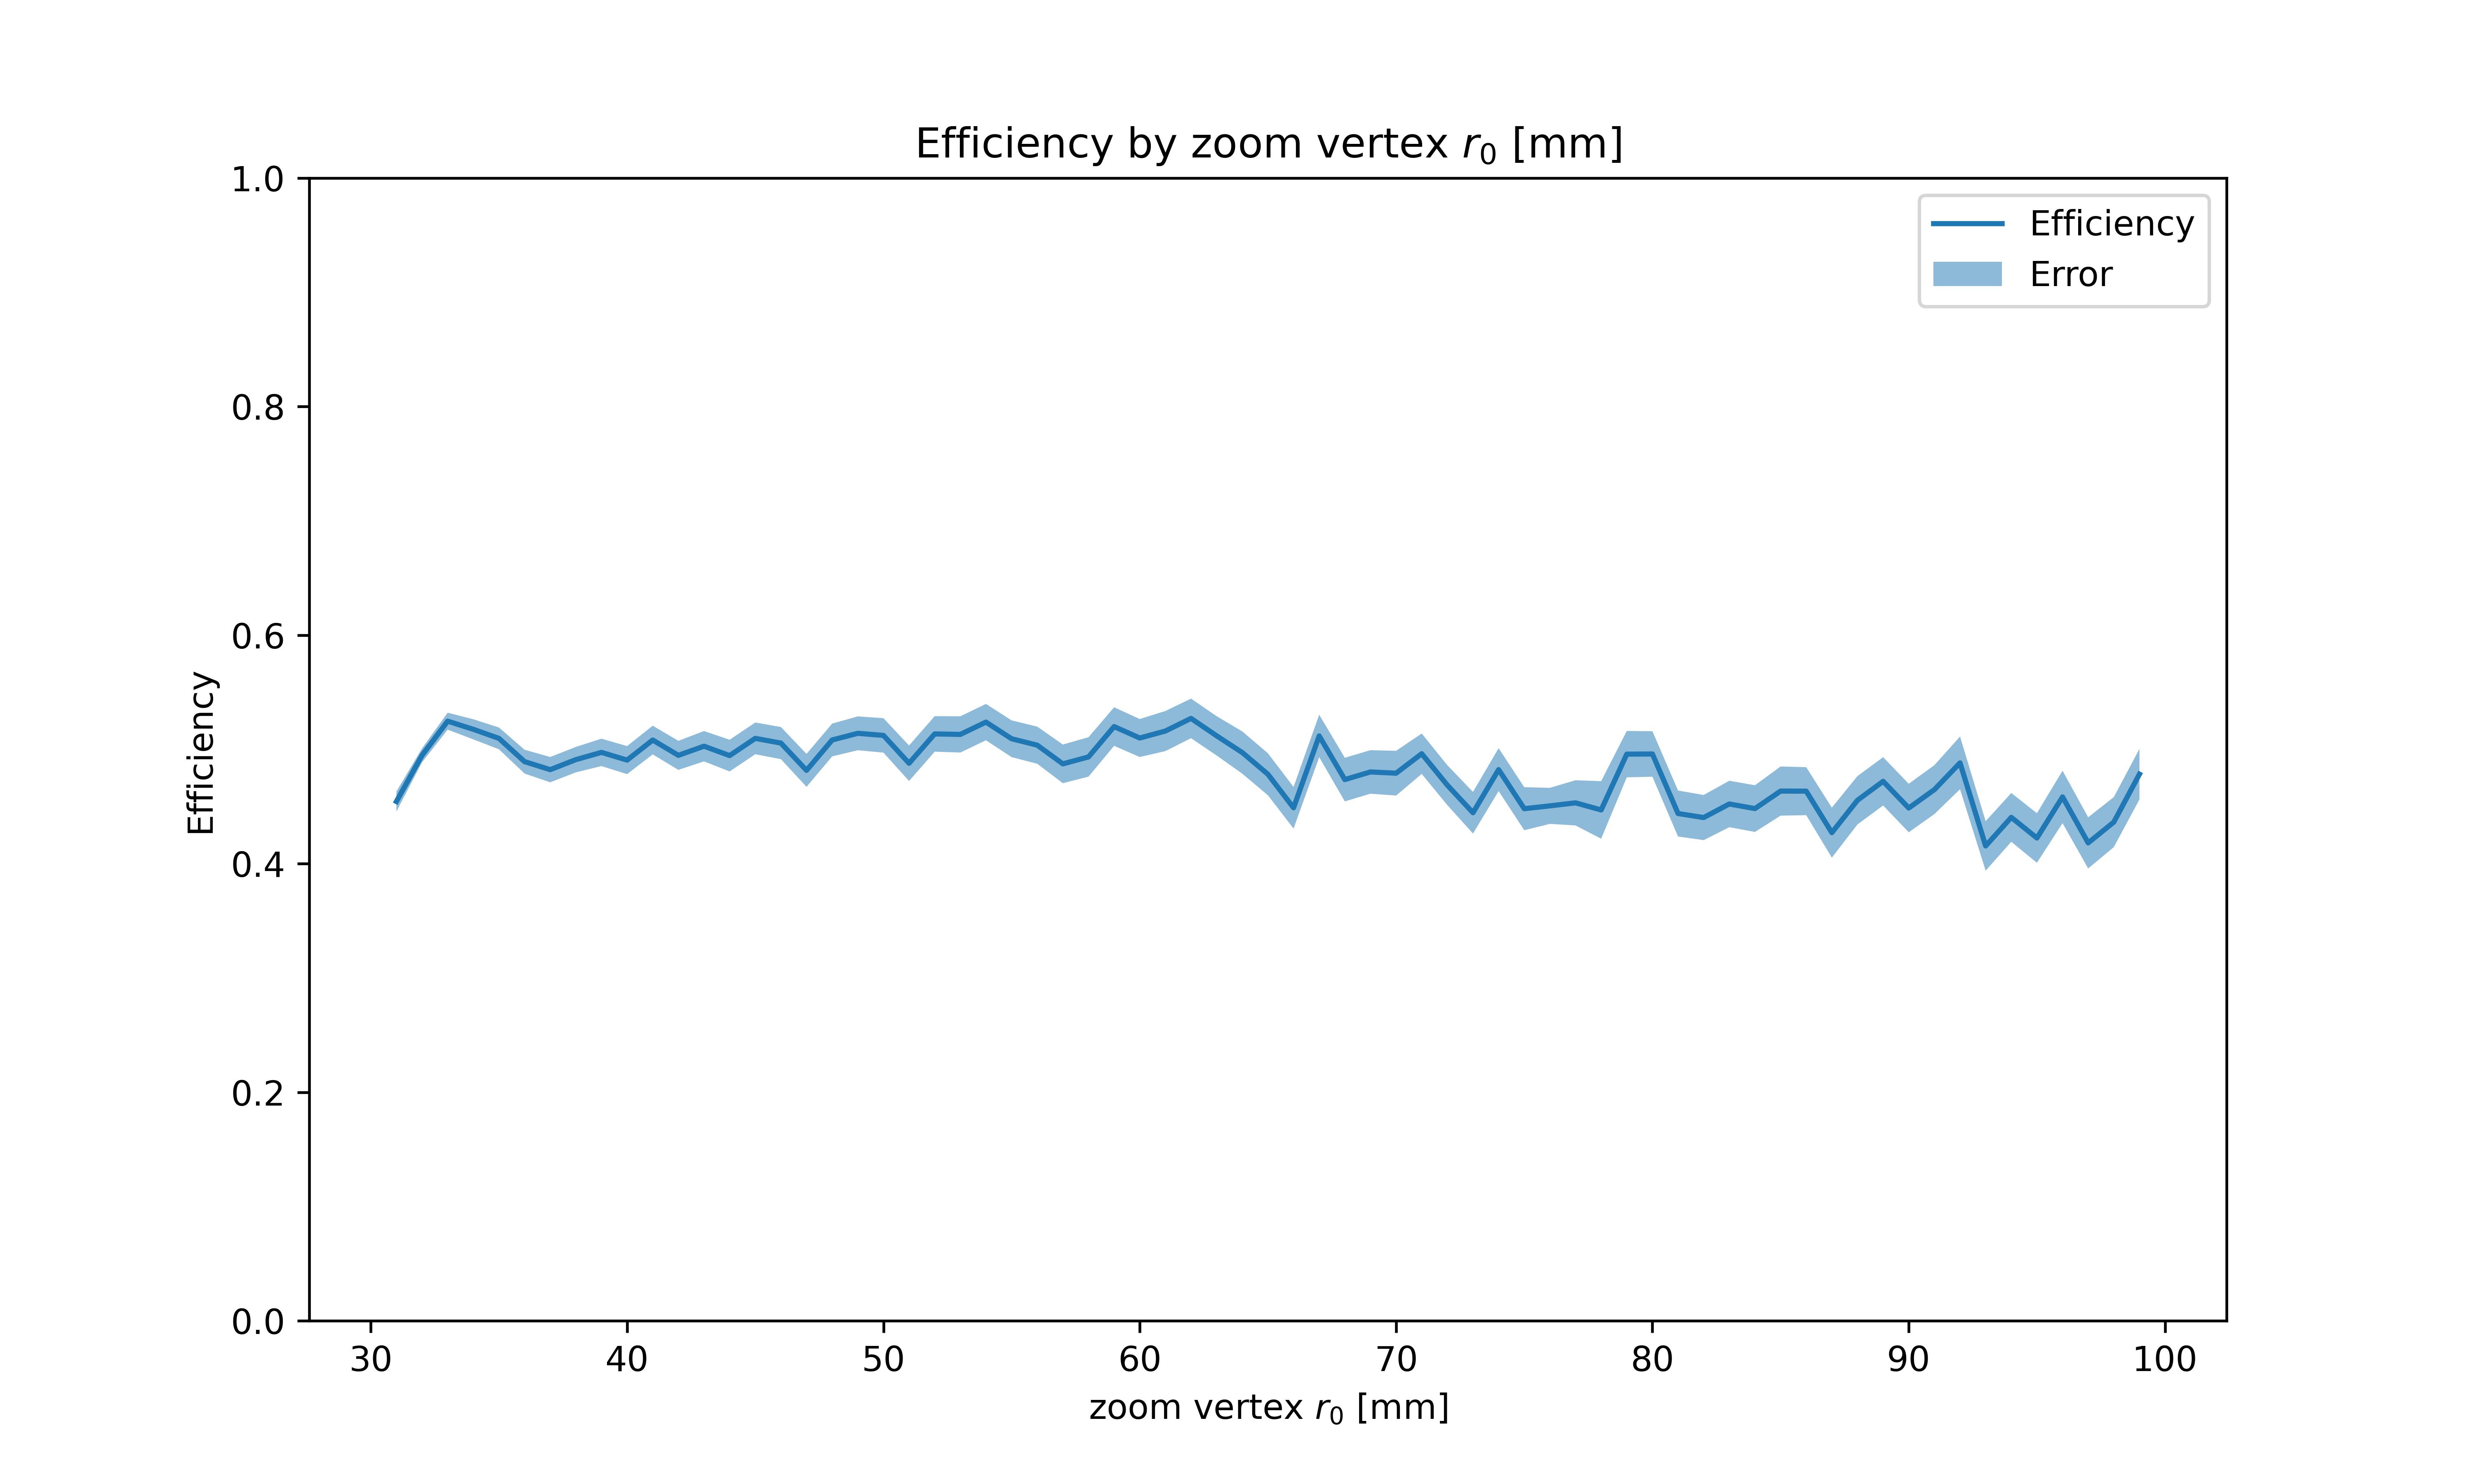 Efficiency by zoom vertex r₀ [mm]
1.0
0.8
0.6
0.4
0.2
0.0
Efficiency
Efficiency
Error
30 40 50 60 70 80 90 100
zoom vertex r₀ [mm]